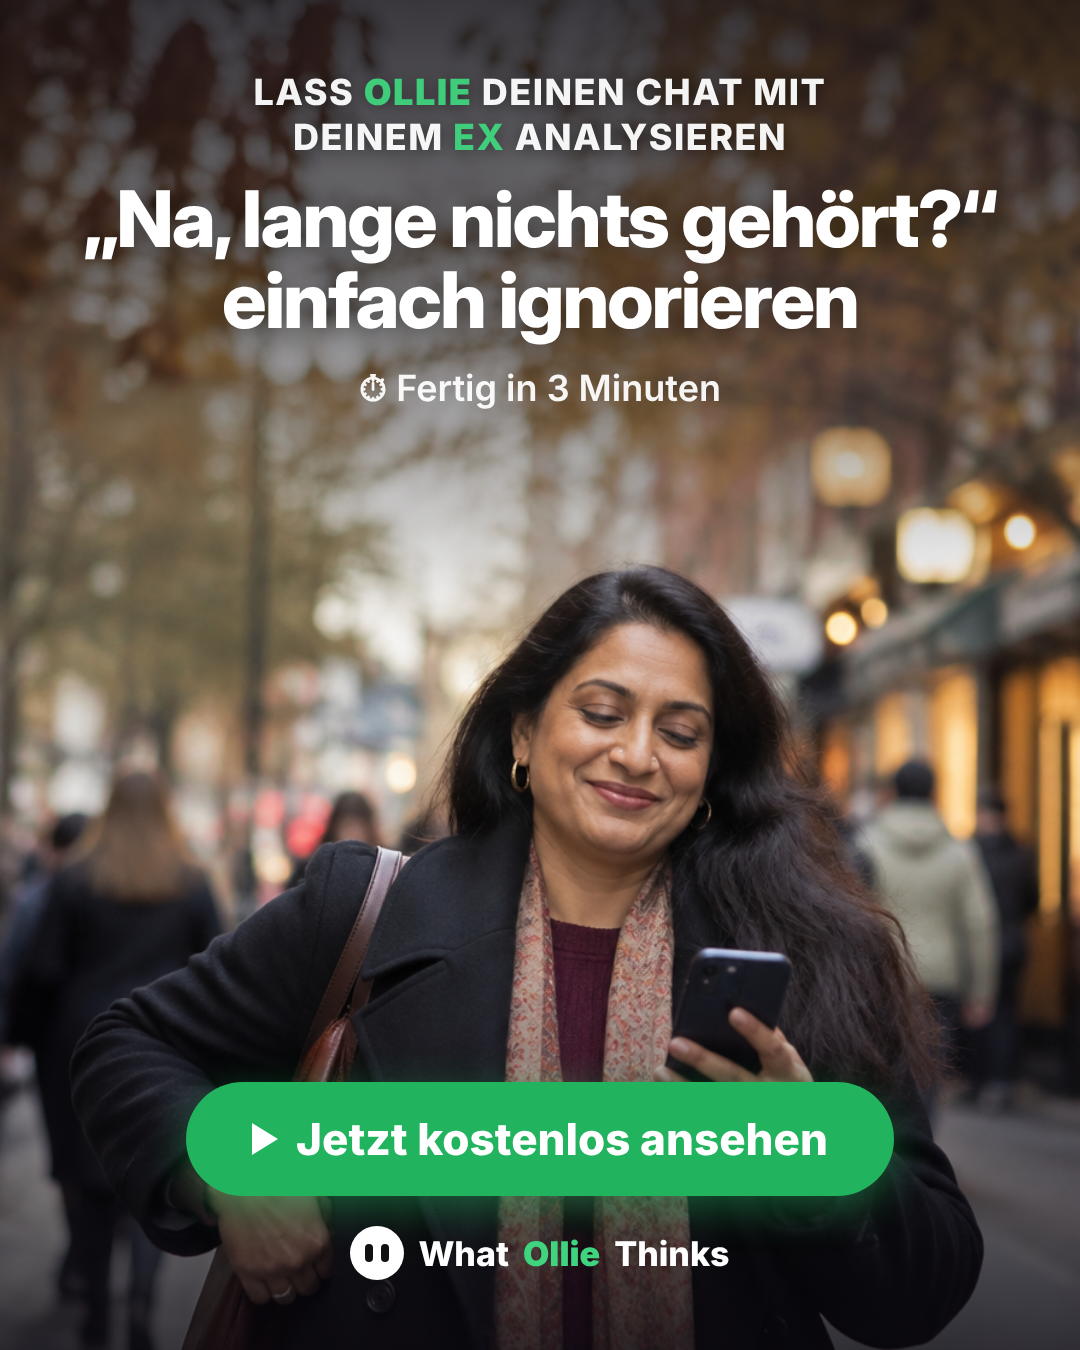 LASS OLLIE DEINEN CHAT MIT
DEINEM EX ANALYSIEREN
„Na, lange nichts gehört?“
einfach ignorieren
⏱ Fertig in 3 Minuten
▶ Jetzt kostenlos ansehen
What Ollie Thinks